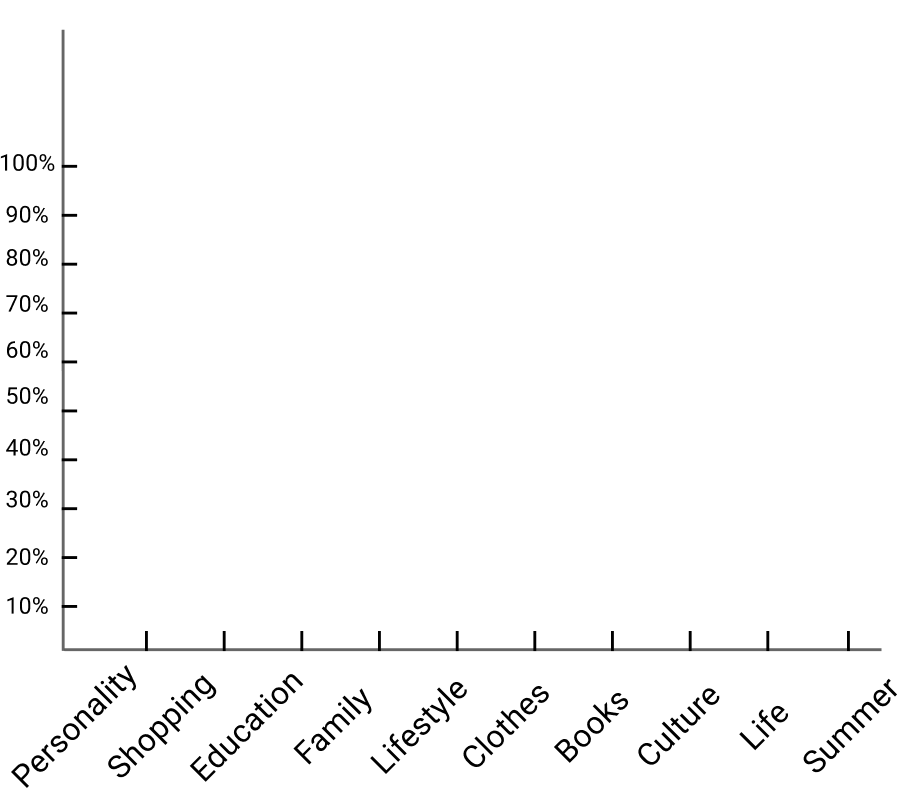 100%
90%
80%
70%
60%
50%
40%
30%
20%
10%
Personality
Shopping
Education
Family
Lifestyle
Clothes
Books
Culture
Life
Summer